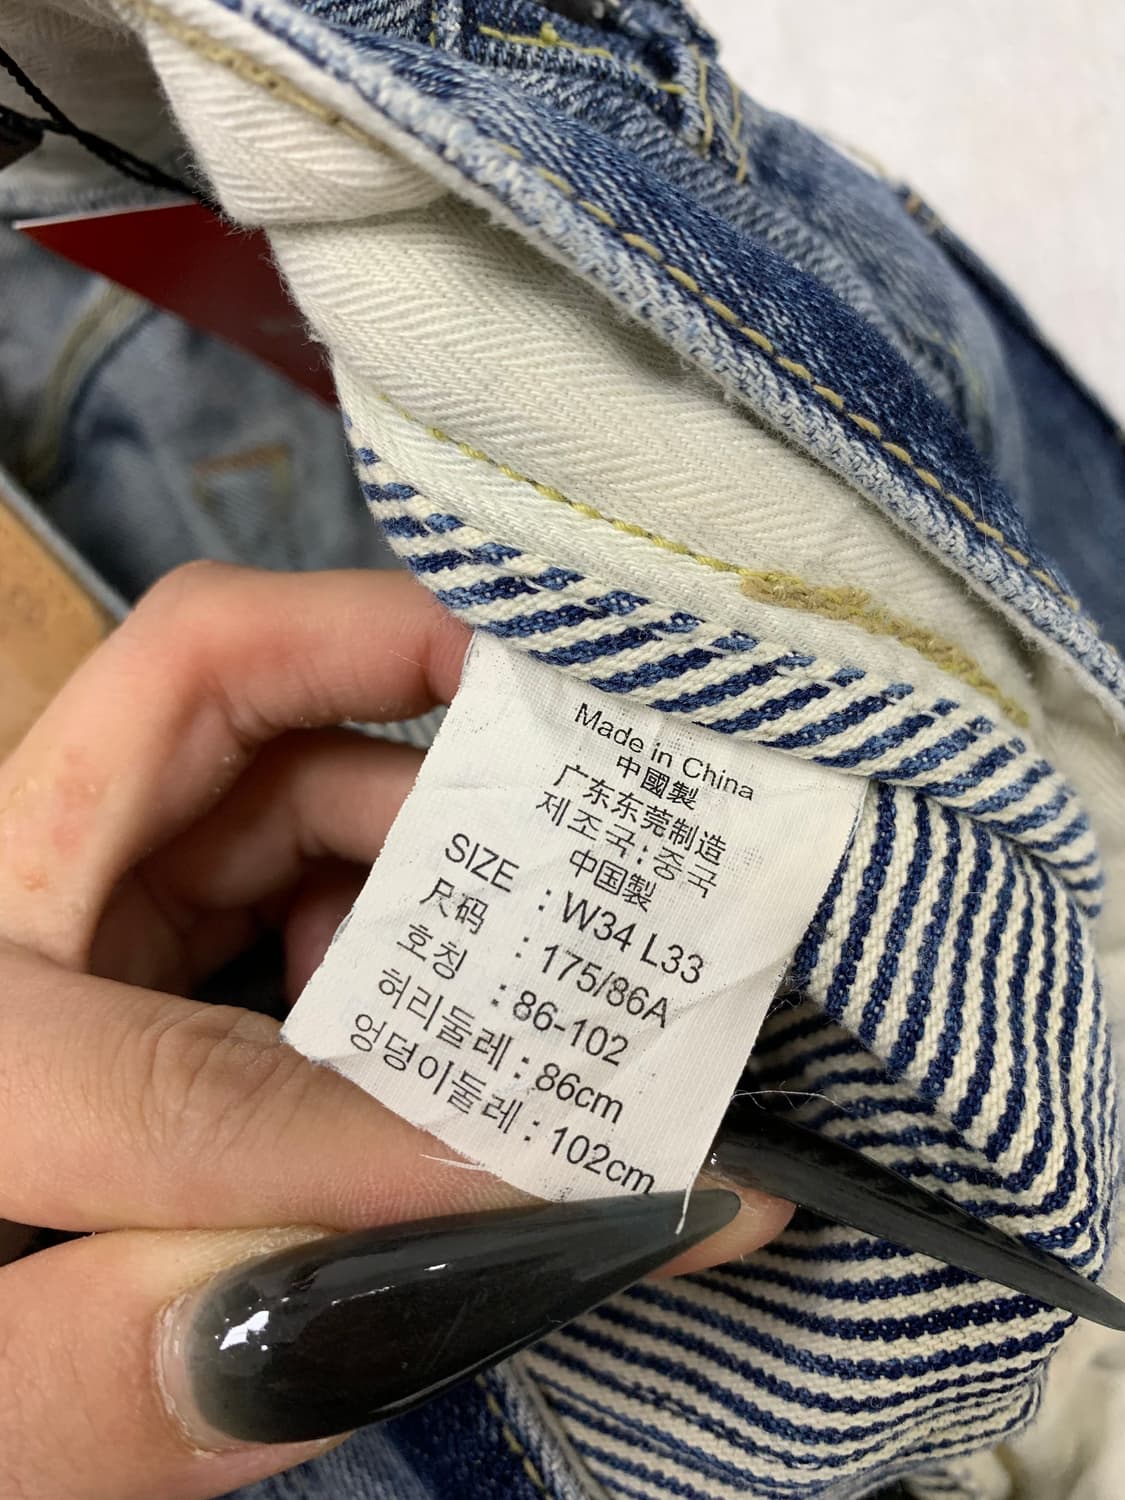 Made in China
中國製
广东东莞制造
제조국:중국
中国製
SIZE : W34 L33
尺码 : 175/86A
호칭 : 86-102
허리둘레 : 86cm
엉덩이둘레 : 102cm